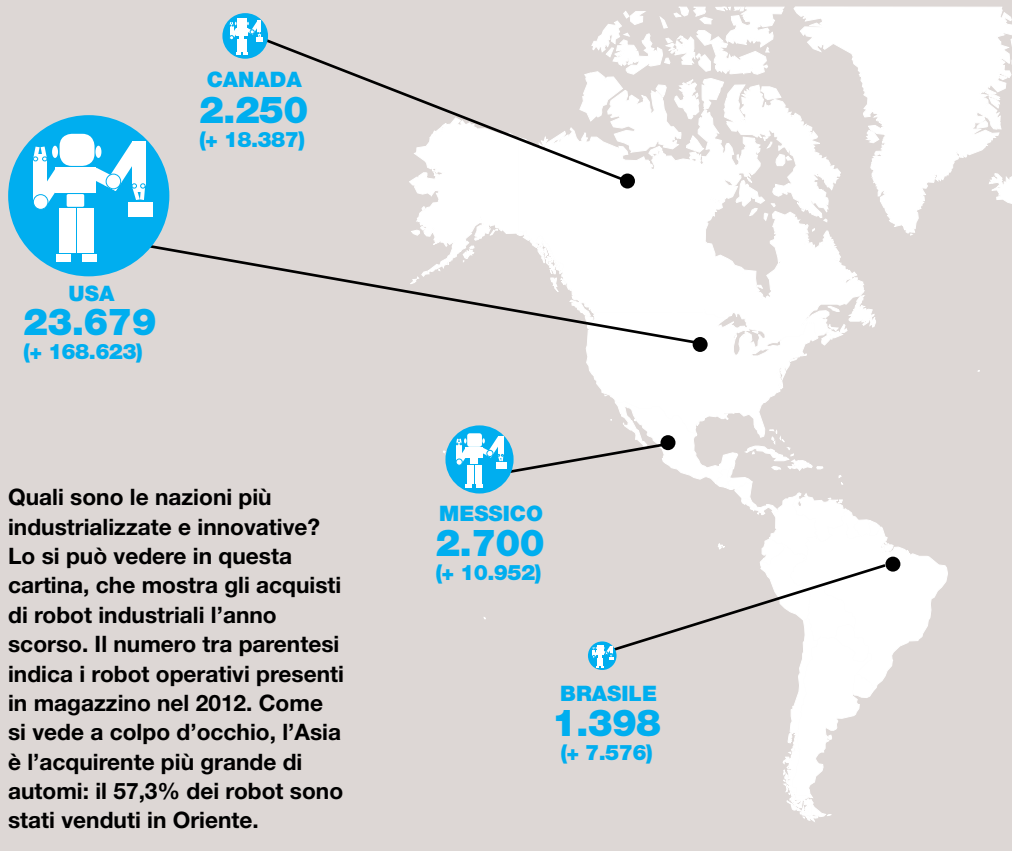 CANADA
2.250
(+ 18.387)
USA
23.679
(+ 168.623)
MESSICO
2.700
(+ 10.952)
BRASILE
1.398
(+ 7.576)
Quali sono le nazioni più
industrializzate e innovative?
Lo si può vedere in questa
cartina, che mostra gli acquisti
di robot industriali l’anno
scorso. Il numero tra parentesi
indica i robot operativi presenti
in magazzino nel 2012. Come
si vede a colpo d’occhio, l’Asia
è l’acquirente più grande di
automi: il 57,3% dei robot sono
stati venduti in Oriente.